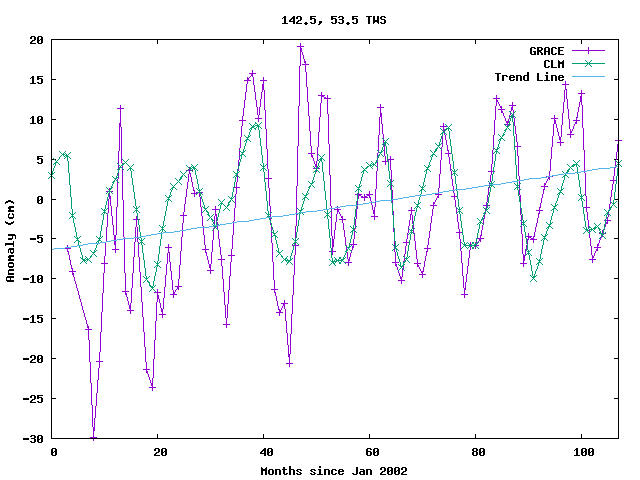 142.5, 53.5 TWS
GRACE
CLM
Trend Line
20
15
10
5
0
-5
-10
-15
-20
-25
-30
Anomaly (cm)
0 20 40 60 80 100
Months since Jan 2002